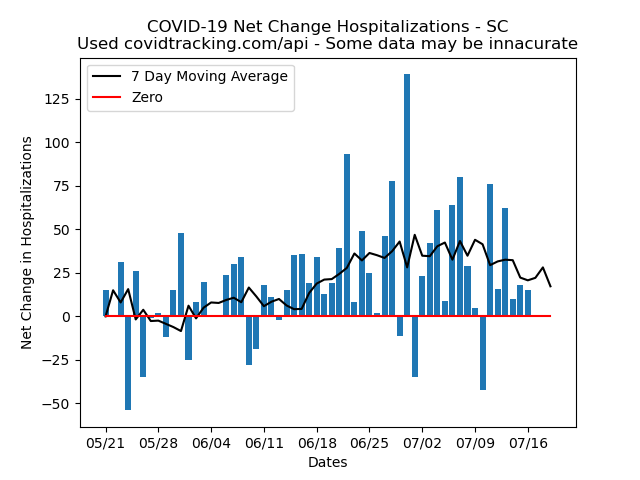 COVID-19 Net Change Hospitalizations - SC
Used covidtracking.com/api - Some data may be innacurate
7 Day Moving Average
Zero
Net Change in Hospitalizations
125
100
75
50
25
0
−25
−50
05/21 05/28 06/04 06/11 06/18 06/25 07/02 07/09 07/16
Dates